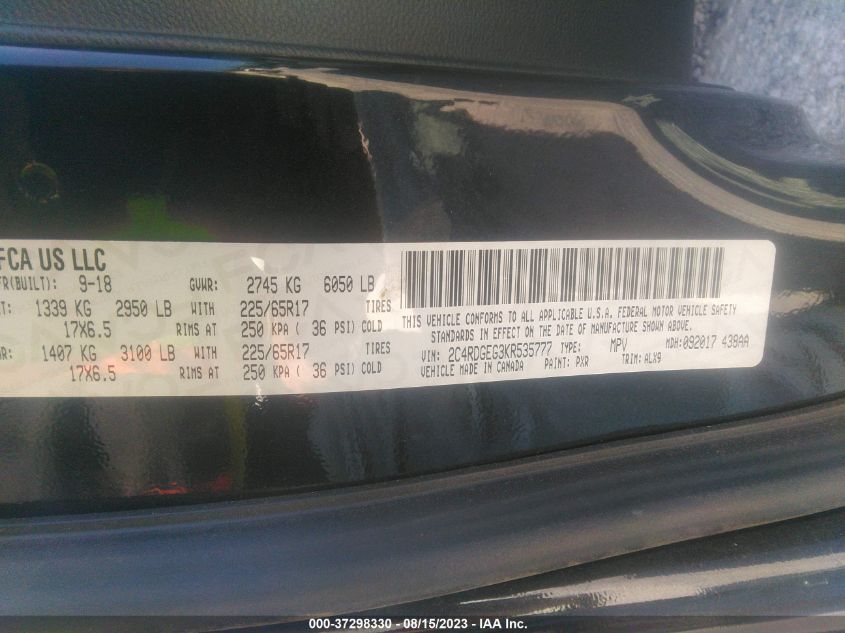 FCA US LLC
FR(BUILT): 9-18 GVWR: 2745 KG 6050 LB
T: 1339 KG 2950 LB WITH 225/65R17 TIRES
17X6.5 RIMS AT 250 KPA ( 36 PSI) COLD
R: 1407 KG 3100 LB WITH 225/65R17 TIRES
17X6.5 RIMS AT 250 KPA ( 36 PSI) COLD
THIS VEHICLE CONFORMS TO ALL APPLICABLE U.S.A. FEDERAL MOTOR VEHICLE SAFETY
STANDARDS IN EFFECT ON THE DATE OF MANUFACTURE SHOWN ABOVE.
VIN: 2C4RDGEG3KR535777 TYPE: MPV MDH:092017 438AA
VEHICLE MADE IN CANADA PAINT: PXR TRIM: ALX9
000-37298330 - 08/15/2023 - IAA Inc.